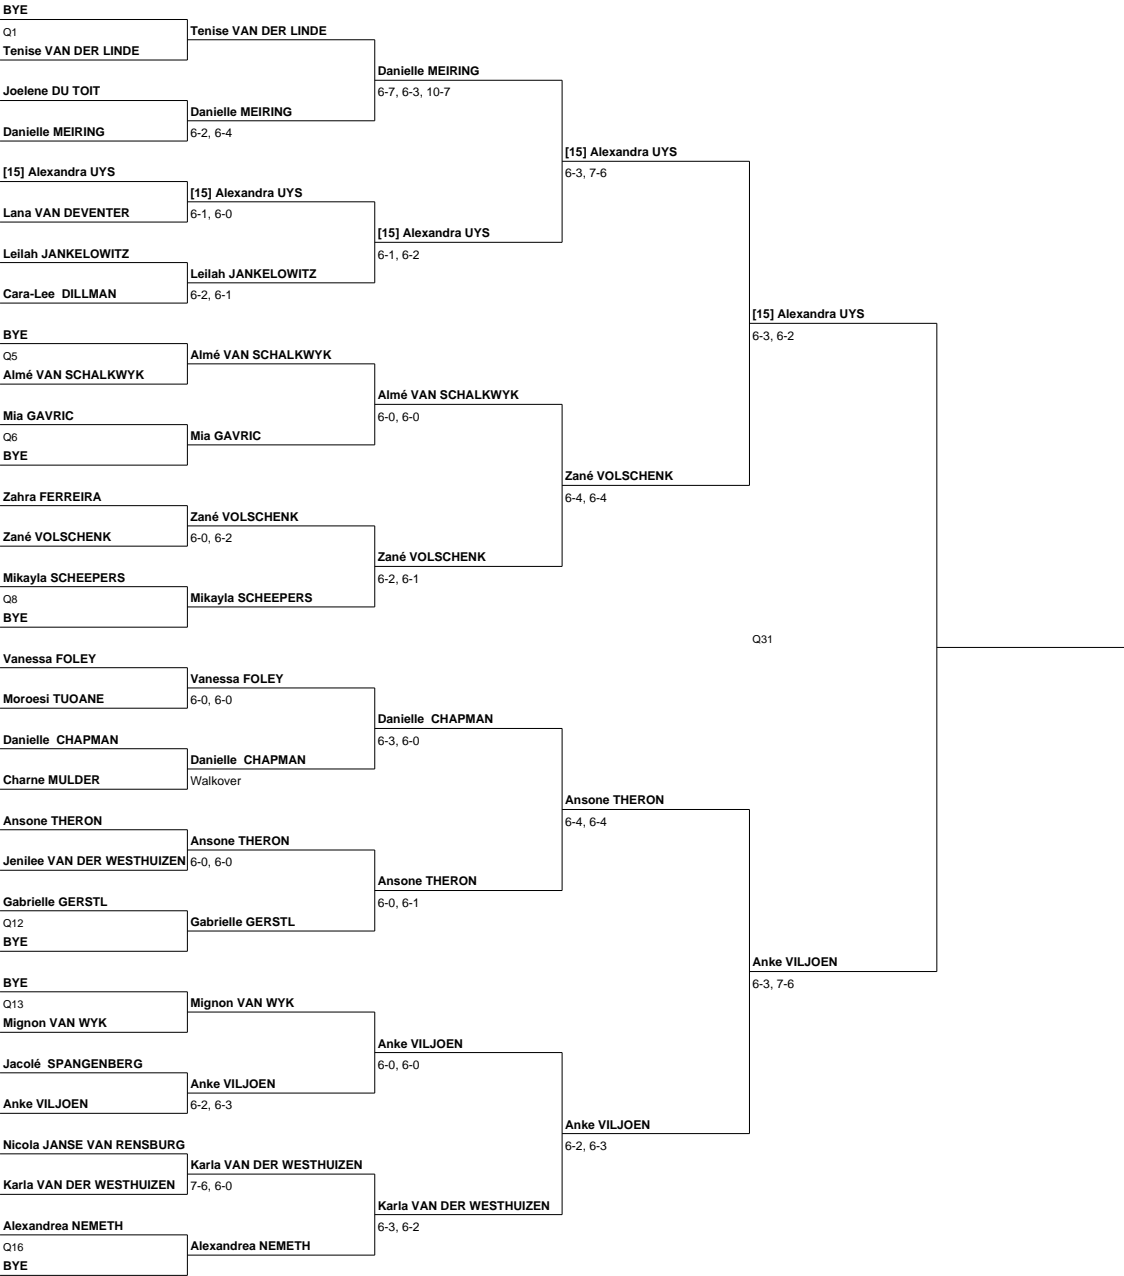 BYE
Q1
Tenise VAN DER LINDE
Joelene DU TOIT
Danielle MEIRING
[15] Alexandra UYS
Lana VAN DEVENTER
Leilah JANKELOWITZ
Cara-Lee  DILLMAN
BYE
Q5
Almé VAN SCHALKWYK
Mia GAVRIC
Q6
BYE
Zahra FERREIRA
Zané VOLSCHENK
Mikayla SCHEEPERS
Q8
BYE
Vanessa FOLEY
Moroesi TUOANE
Danielle  CHAPMAN
Charne MULDER
Ansone THERON
Jenilee VAN DER WESTHUIZEN
Gabrielle GERSTL
Q12
BYE
BYE
Q13
Mignon VAN WYK
Jacolé  SPANGENBERG
Anke VILJOEN
Nicola JANSE VAN RENSBURG
Karla VAN DER WESTHUIZEN
Alexandrea NEMETH
Q16
BYE
Tenise VAN DER LINDE
Danielle MEIRING
6-2, 6-4
[15] Alexandra UYS
6-1, 6-0
Leilah JANKELOWITZ
6-2, 6-1
Almé VAN SCHALKWYK
Mia GAVRIC
Zané VOLSCHENK
6-0, 6-2
Mikayla SCHEEPERS
Vanessa FOLEY
6-0, 6-0
Danielle  CHAPMAN
Walkover
Ansone THERON
6-0, 6-0
Gabrielle GERSTL
Mignon VAN WYK
Anke VILJOEN
6-2, 6-3
Karla VAN DER WESTHUIZEN
7-6, 6-0
Alexandrea NEMETH
Danielle MEIRING
6-7, 6-3, 10-7
[15] Alexandra UYS
6-1, 6-2
Almé VAN SCHALKWYK
6-0, 6-0
Zané VOLSCHENK
6-2, 6-1
Danielle  CHAPMAN
6-3, 6-0
Ansone THERON
6-0, 6-1
Anke VILJOEN
6-0, 6-0
Karla VAN DER WESTHUIZEN
6-3, 6-2
[15] Alexandra UYS
6-3, 7-6
Zané VOLSCHENK
6-4, 6-4
Ansone THERON
6-4, 6-4
Anke VILJOEN
6-2, 6-3
[15] Alexandra UYS
6-3, 6-2
Q31
Anke VILJOEN
6-3, 7-6